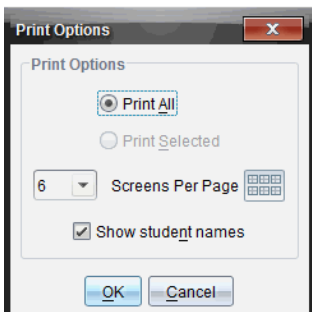 Print Options
Print Options
Print All
Print Selected
6 Screens Per Page
Show student names
OK Cancel